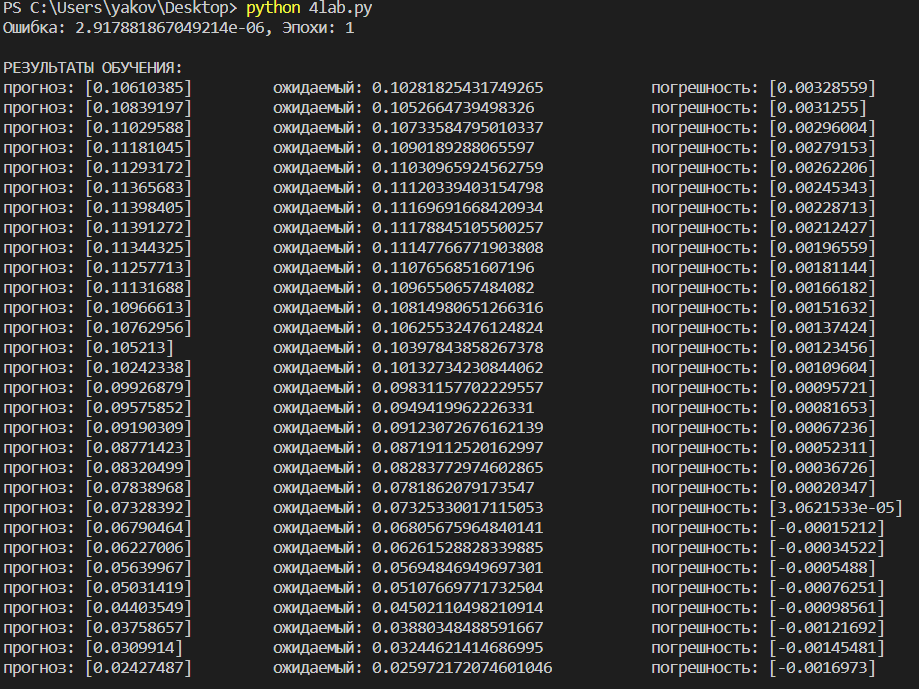 PS C:\Users\yakov\Desktop> python 4lab.py
Ошибка: 2.917881867049214e-06, Эпохи: 1
РЕЗУЛЬТАТЫ ОБУЧЕНИЯ:
прогноз: [0.10610385] ожидаемый: 0.10281825431749265 погрешность: [0.00328559]
прогноз: [0.10839197] ожидаемый: 0.1052664739498326 погрешность: [0.0031255]
прогноз: [0.11029588] ожидаемый: 0.10733584795010337 погрешность: [0.00296004]
прогноз: [0.11181045] ожидаемый: 0.1090189288065597 погрешность: [0.00279153]
прогноз: [0.11293172] ожидаемый: 0.11030965924562759 погрешность: [0.00262206]
прогноз: [0.11365683] ожидаемый: 0.11120339403154798 погрешность: [0.00245343]
прогноз: [0.11398405] ожидаемый: 0.11169691668420934 погрешность: [0.00228713]
прогноз: [0.11391272] ожидаемый: 0.11178845105500257 погрешность: [0.00212427]
прогноз: [0.11344325] ожидаемый: 0.11147766771903808 погрешность: [0.00196559]
прогноз: [0.11257713] ожидаемый: 0.1107656851607196 погрешность: [0.00181144]
прогноз: [0.11131688] ожидаемый: 0.1096550657484082 погрешность: [0.00166182]
прогноз: [0.10966613] ожидаемый: 0.10814980651266316 погрешность: [0.00151632]
прогноз: [0.10762956] ожидаемый: 0.10625532476124824 погрешность: [0.00137424]
прогноз: [0.105213] ожидаемый: 0.10397843858267378 погрешность: [0.00123456]
прогноз: [0.10242338] ожидаемый: 0.10132734230844062 погрешность: [0.00109604]
прогноз: [0.09926879] ожидаемый: 0.09831157702229557 погрешность: [0.00095721]
прогноз: [0.09575852] ожидаемый: 0.0949419962226331 погрешность: [0.00081653]
прогноз: [0.09190309] ожидаемый: 0.09123072676162139 погрешность: [0.00067236]
прогноз: [0.08771423] ожидаемый: 0.08719112520162997 погрешность: [0.00052311]
прогноз: [0.08320499] ожидаемый: 0.08283772974602865 погрешность: [0.00036726]
прогноз: [0.07838968] ожидаемый: 0.0781862079173547 погрешность: [0.00020347]
прогноз: [0.07328392] ожидаемый: 0.07325330017115053 погрешность: [3.0621533e-05]
прогноз: [0.06790464] ожидаемый: 0.06805675964840141 погрешность: [-0.00015212]
прогноз: [0.06227006] ожидаемый: 0.06261528828339885 погрешность: [-0.00034522]
прогноз: [0.05639967] ожидаемый: 0.05694846949697301 погрешность: [-0.0005488]
прогноз: [0.05031419] ожидаемый: 0.05107669771732504 погрешность: [-0.00076251]
прогноз: [0.04403549] ожидаемый: 0.04502110498210914 погрешность: [-0.00098561]
прогноз: [0.03758657] ожидаемый: 0.03880348488591667 погрешность: [-0.00121692]
прогноз: [0.0309914] ожидаемый: 0.03244621414686995 погрешность: [-0.00145481]
прогноз: [0.02427487] ожидаемый: 0.025972172074601046 погрешность: [-0.0016973]